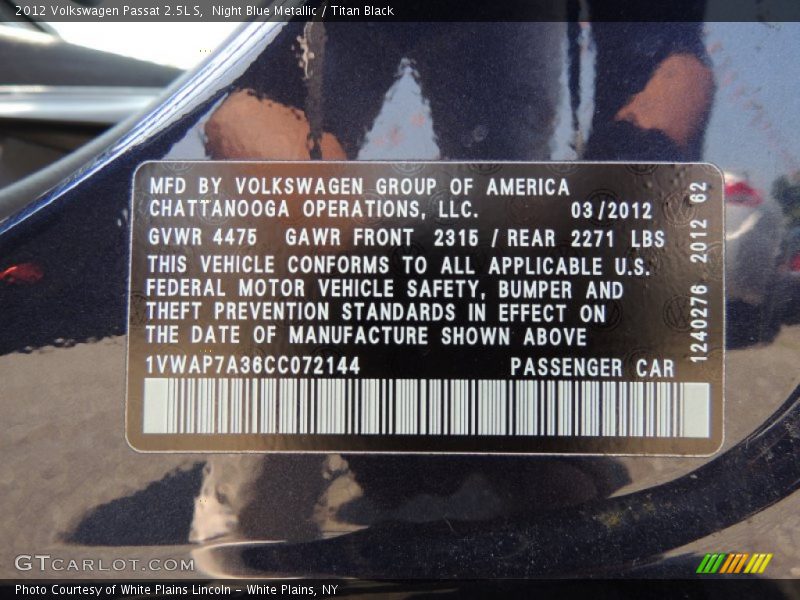 2012 Volkswagen Passat 2.5L S,  Night Blue Metallic / Titan Black
MFD BY VOLKSWAGEN GROUP OF AMERICA
CHATTANOOGA OPERATIONS, LLC. 03/2012
GVWR 4475 GAWR FRONT 2315 / REAR 2271 LBS
THIS VEHICLE CONFORMS TO ALL APPLICABLE U.S.
FEDERAL MOTOR VEHICLE SAFETY, BUMPER AND
THEFT PREVENTION STANDARDS IN EFFECT ON
THE DATE OF MANUFACTURE SHOWN ABOVE
1VWAP7A36CC072144 PASSENGER CAR
1240276 2012 62
GTCARLOT.COM
Photo Courtesy of White Plains Lincoln - White Plains, NY